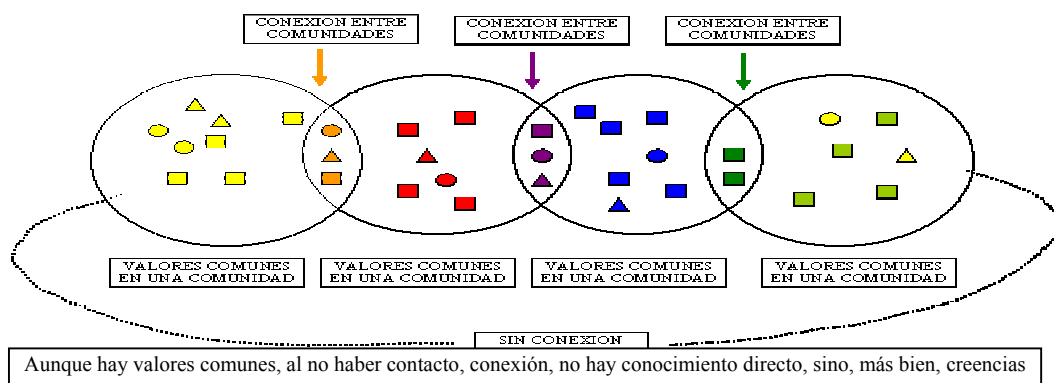 CONEXION ENTRE
COMUNIDADES
CONEXION ENTRE
COMUNIDADES
CONEXION ENTRE
COMUNIDADES
VALORES COMUNES
EN UNA COMUNIDAD
VALORES COMUNES
EN UNA COMUNIDAD
VALORES COMUNES
EN UNA COMUNIDAD
VALORES COMUNES
EN UNA COMUNIDAD
SIN CONEXION
Aunque hay valores comunes, al no haber contacto, conexión, no hay conocimiento directo, sino, más bien, creencias